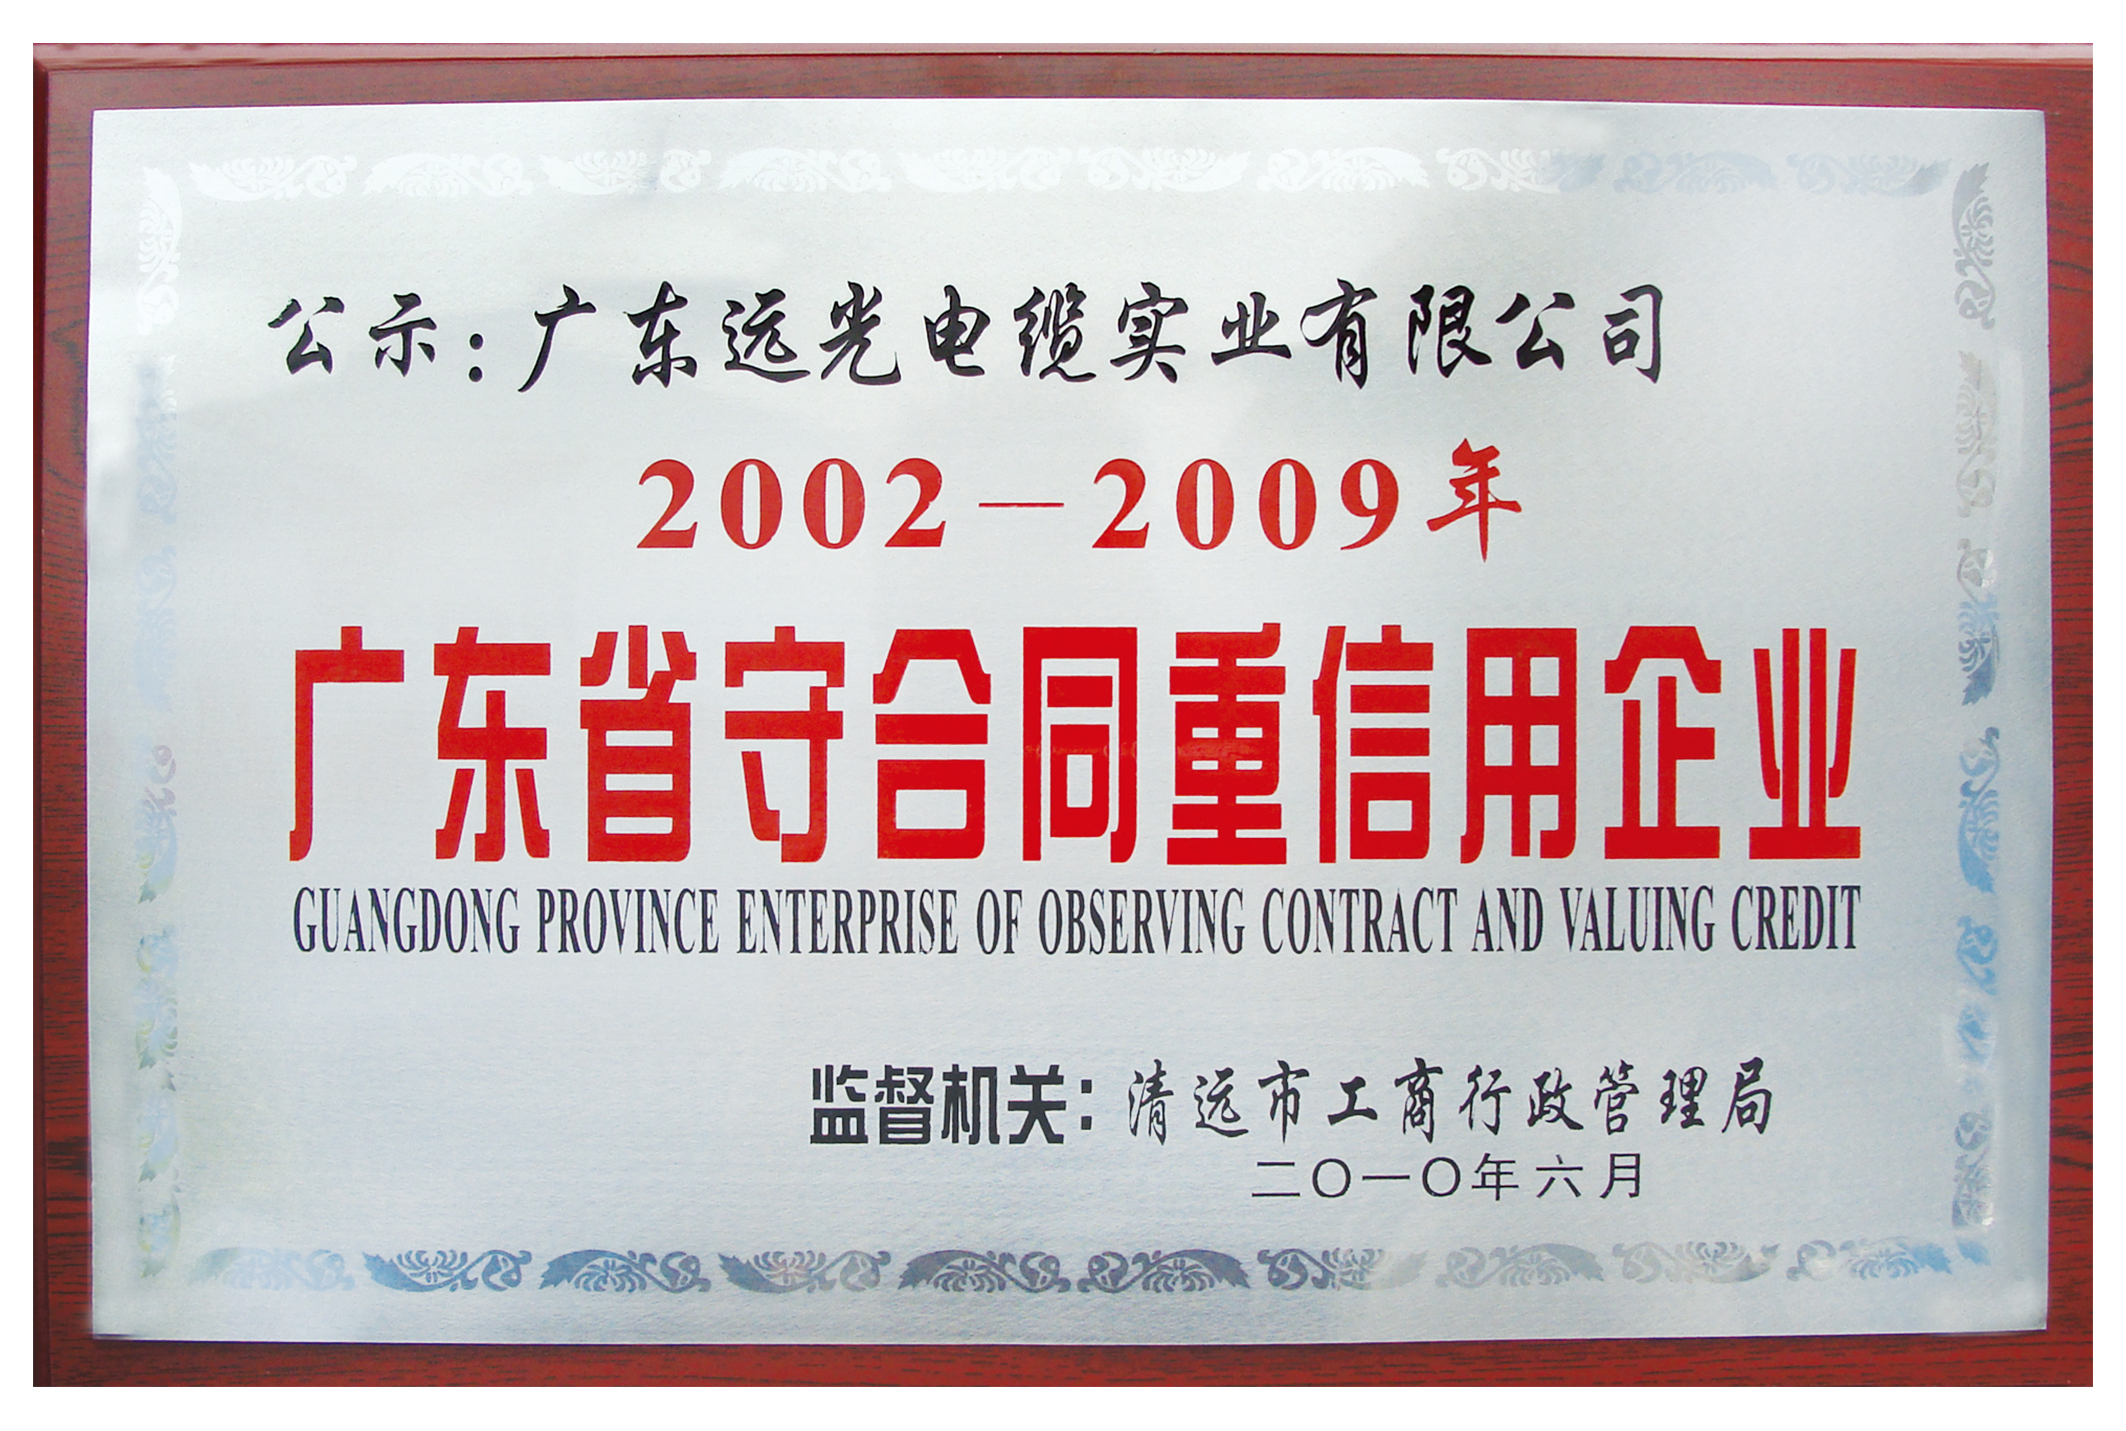 公示：广东远光电缆实业有限公司
2002－2009年
广东省守合同重信用企业
GUANGDONG PROVINCE ENTERPRISE OF OBSERVING CONTRACT AND VALUING CREDIT
监督机关：清远市工商行政管理局
二〇一〇年六月